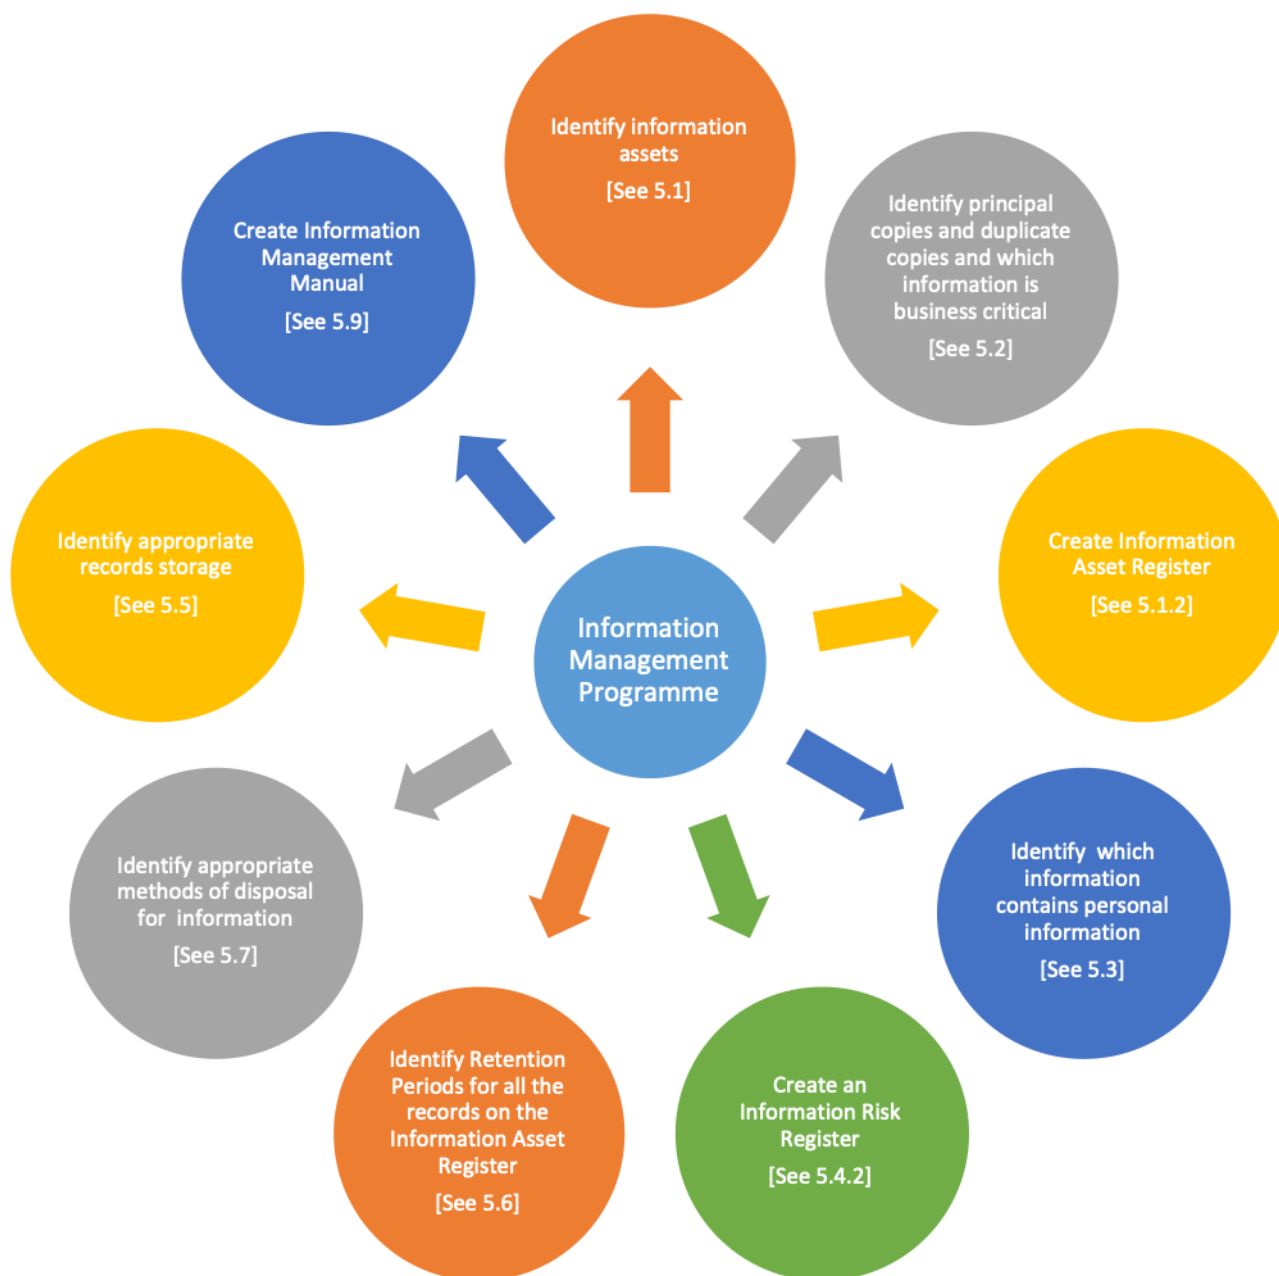 Identify information
assets
[See 5.1]
Identify principal
copies and duplicate
copies and which
information is
business critical
[See 5.2]
Create Information
Asset Register
[See 5.1.2]
Identify  which
information
contains personal
information
[See 5.3]
Create an
Information Risk
Register
[See 5.4.2]
Identify Retention
Periods for all the
records on the
Information Asset
Register
[See 5.6]
Identify appropriate
methods of disposal
for  information
[See 5.7]
Identify appropriate
records storage
[See 5.5]
Create Information
Management
Manual
[See 5.9]
Information
Management
Programme